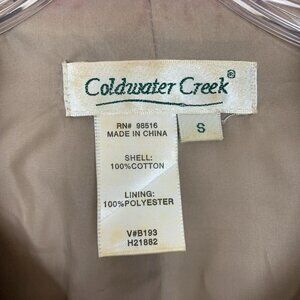 Coldwater Creek®
RN# 98516
MADE IN CHINA
S
SHELL:
100%COTTON
LINING:
100%POLYESTER
V#B193
H21882